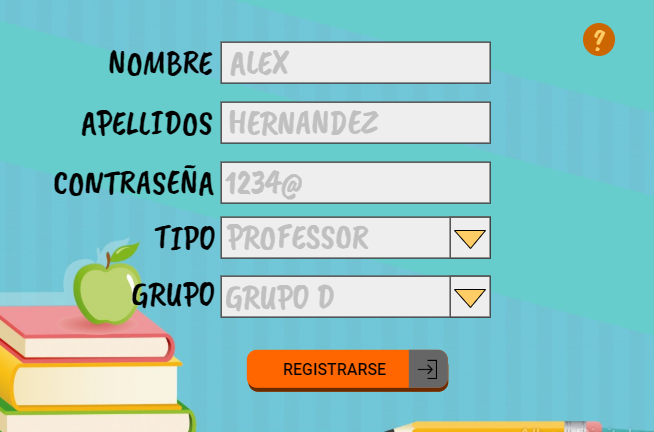 ?
NOMBRE ALEX
APELLIDOS HERNANDEZ
CONTRASEÑA 1234@
TIPO PROFESSOR
GRUPO GRUPO D
REGISTRARSE